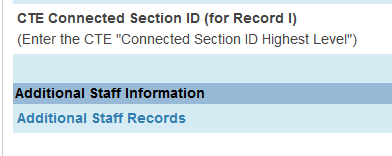 CTE Connected Section ID (for Record I)
(Enter the CTE "Connected Section ID Highest Level")
Additional Staff Information
Additional Staff Records